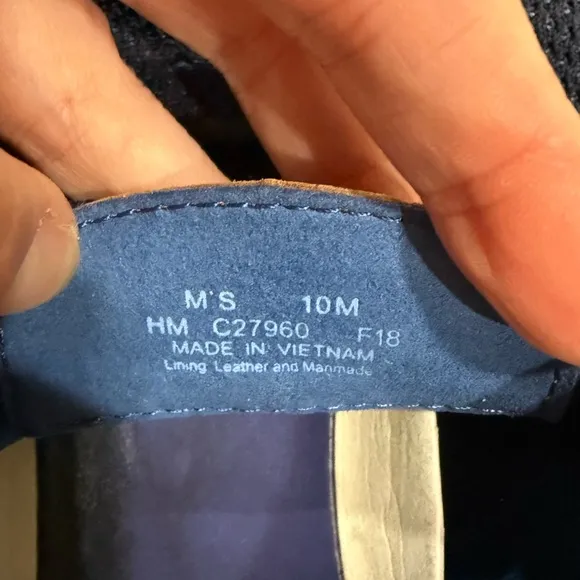 M'S 10M
HM C27960 F18
MADE IN VIETNAM
Lining Leather and Manmade